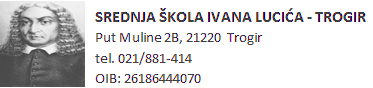 SREDNJA ŠKOLA IVANA LUCIĆA - TROGIR
Put Muline 2B, 21220 Trogir
tel. 021/881-414
OIB: 26186444070